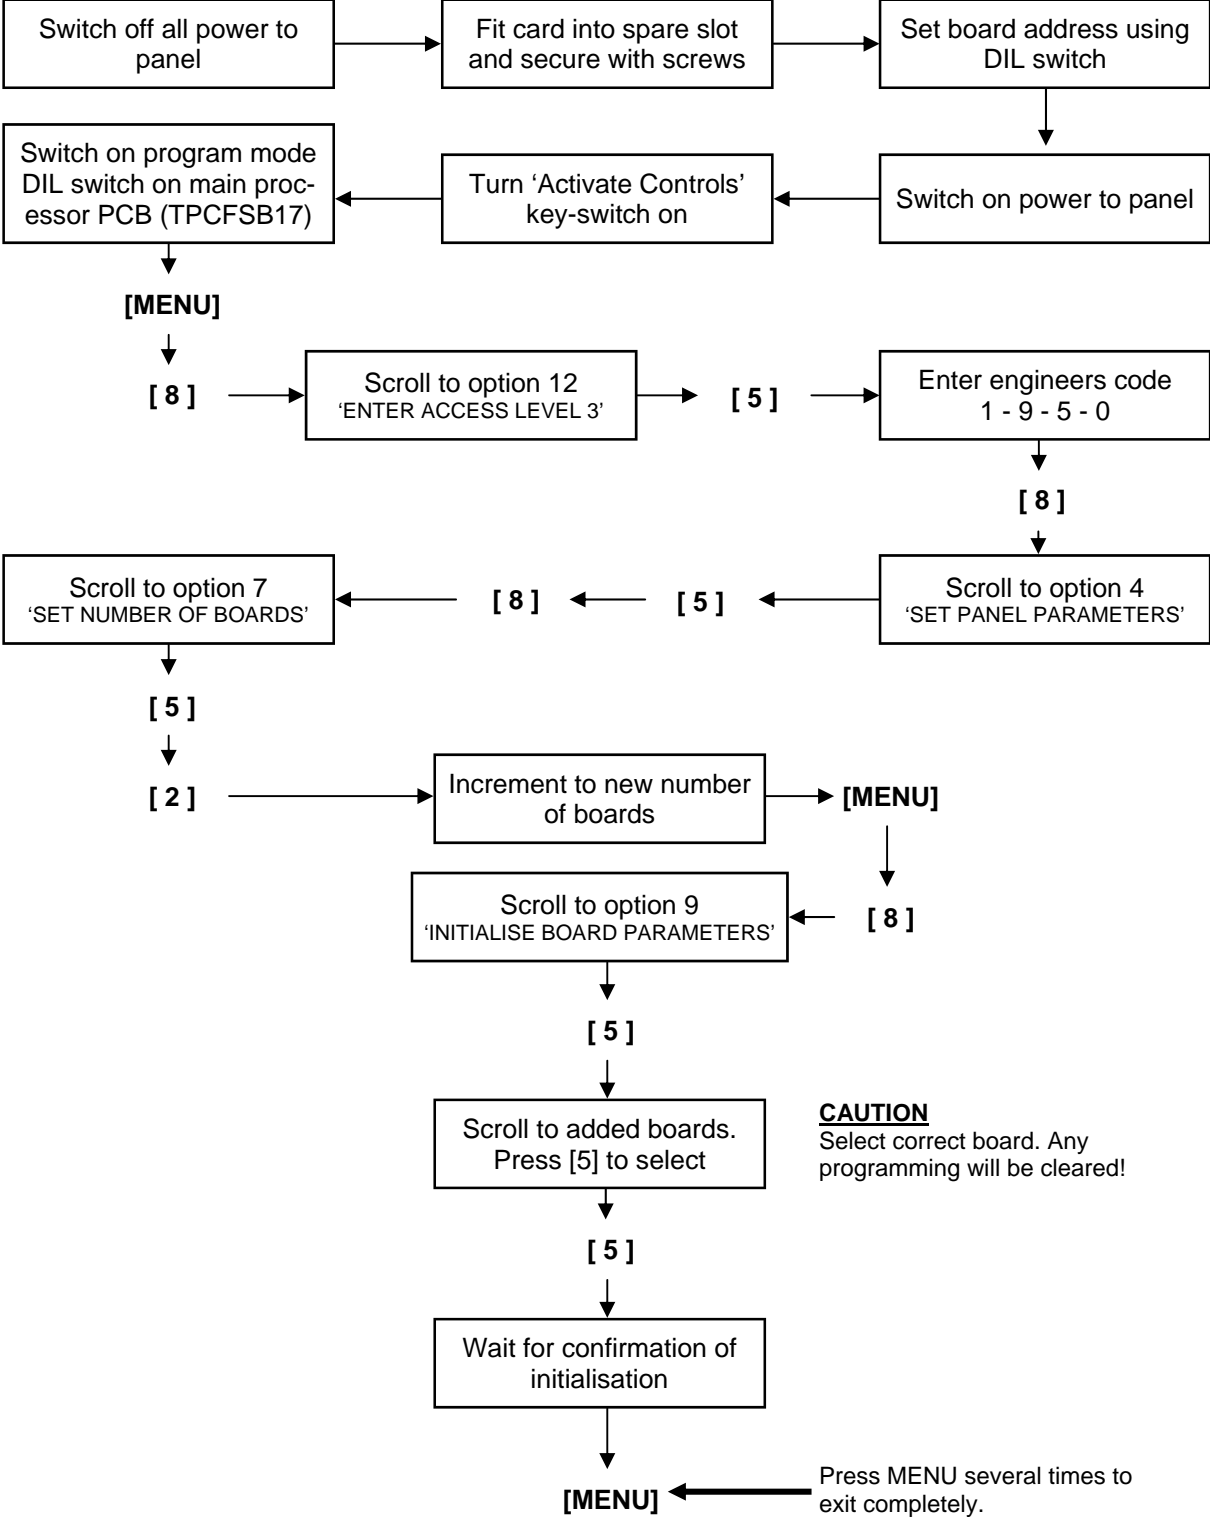 Switch off all power to
panel
Fit card into spare slot
and secure with screws
Set board address using
DIL switch
Switch on power to panel
Turn ‘Activate Controls’
key-switch on
Switch on program mode
DIL switch on main proc-
essor PCB (TPCFSB17)
[MENU]
[ 8 ]
Scroll to option 12
‘ENTER ACCESS LEVEL 3’
[ 5 ]
Enter engineers code
1 - 9 - 5 - 0
[ 8 ]
Scroll to option 4
‘SET PANEL PARAMETERS’
[ 5 ]
[ 8 ]
Scroll to option 7
‘SET NUMBER OF BOARDS’
[ 5 ]
[ 2 ]
Increment to new number
of boards
[MENU]
[ 8 ]
Scroll to option 9
‘INITIALISE BOARD PARAMETERS’
[ 5 ]
Scroll to added boards.
Press [5] to select
CAUTION
Select correct board. Any
programming will be cleared!
[ 5 ]
Wait for confirmation of
initialisation
[MENU]
Press MENU several times to
exit completely.